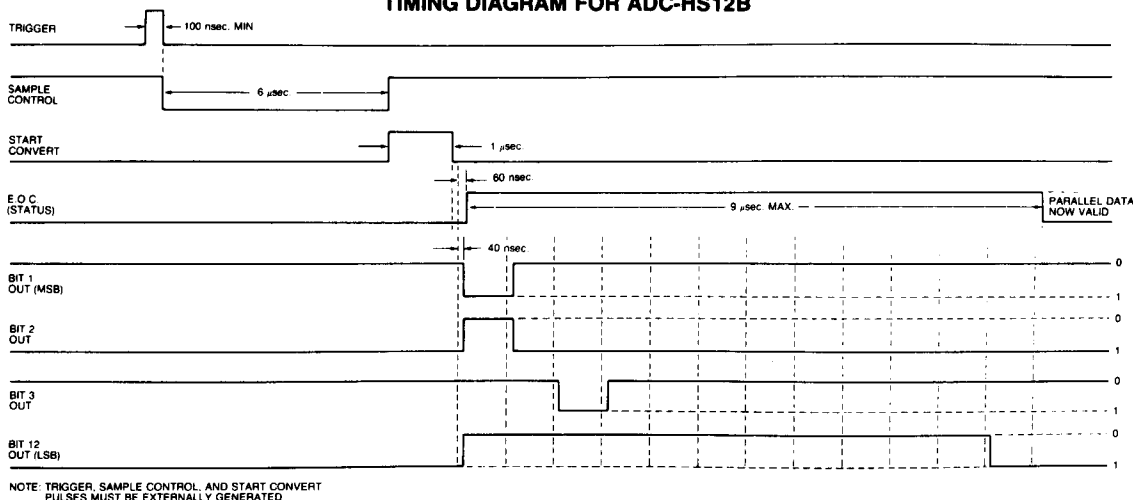 TIMING DIAGRAM FOR ADC-HS12B
TRIGGER
100 nsec. MIN
SAMPLE
CONTROL
6 μsec.
START
CONVERT
1 μsec.
60 nsec.
E.O.C.
(STATUS)
9 μsec. MAX.
PARALLEL DATA
NOW VALID
40 nsec.
BIT 1
OUT (MSB)
0
1
BIT 2
OUT
0
1
BIT 3
OUT
0
1
BIT 12
OUT (LSB)
0
1
NOTE: TRIGGER, SAMPLE CONTROL, AND START CONVERT
PULSES MUST BE EXTERNALLY GENERATED